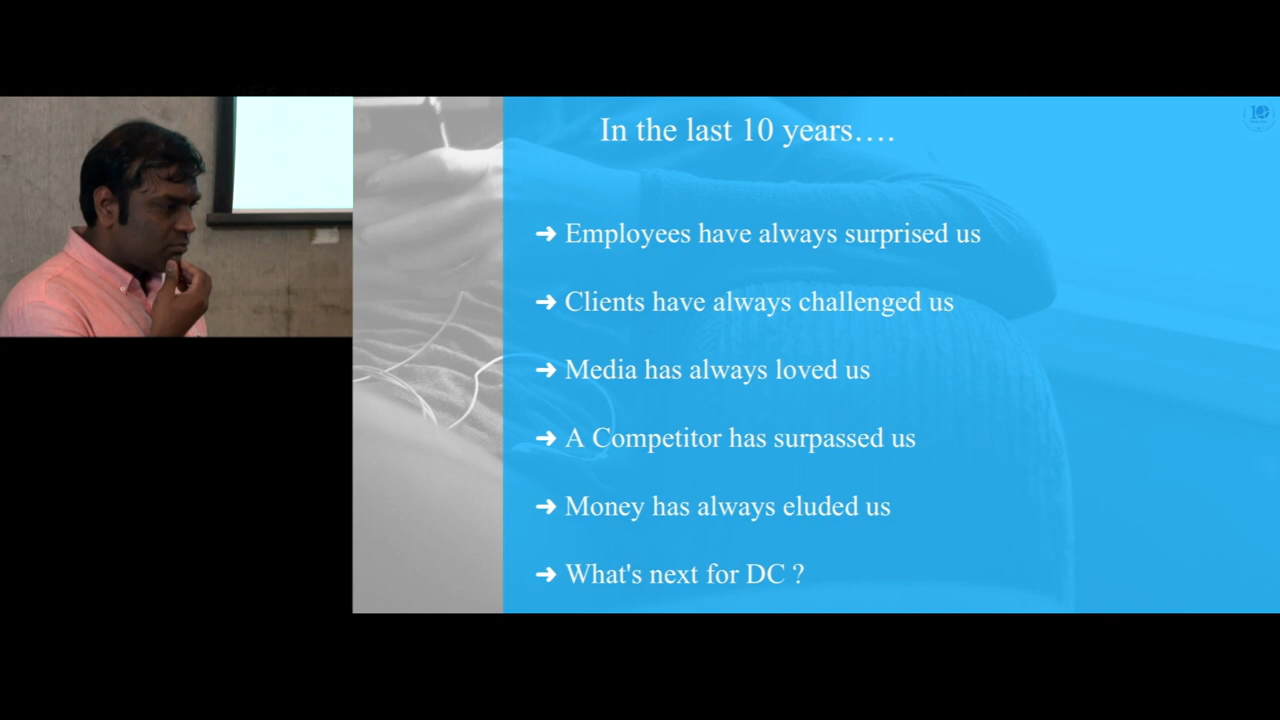 In the last 10 years….
➜ Employees have always surprised us
➜ Clients have always challenged us
➜ Media has always loved us
➜ A Competitor has surpassed us
➜ Money has always eluded us
➜ What's next for DC ?
10